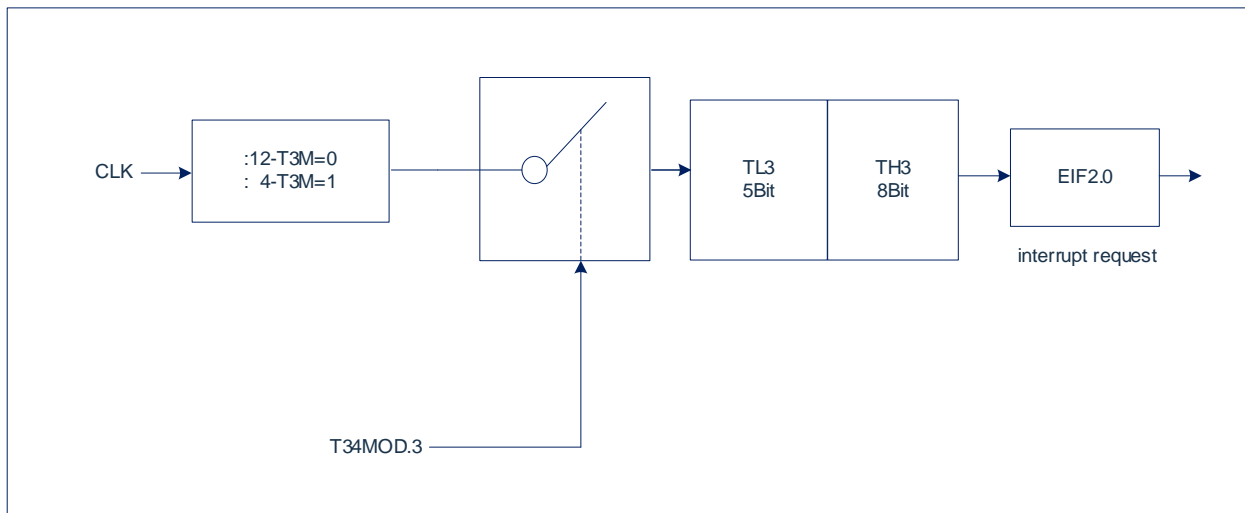 CLK
:12-T3M=0
: 4-T3M=1
TL3
5Bit
TH3
8Bit
EIF2.0
interrupt request
T34MOD.3